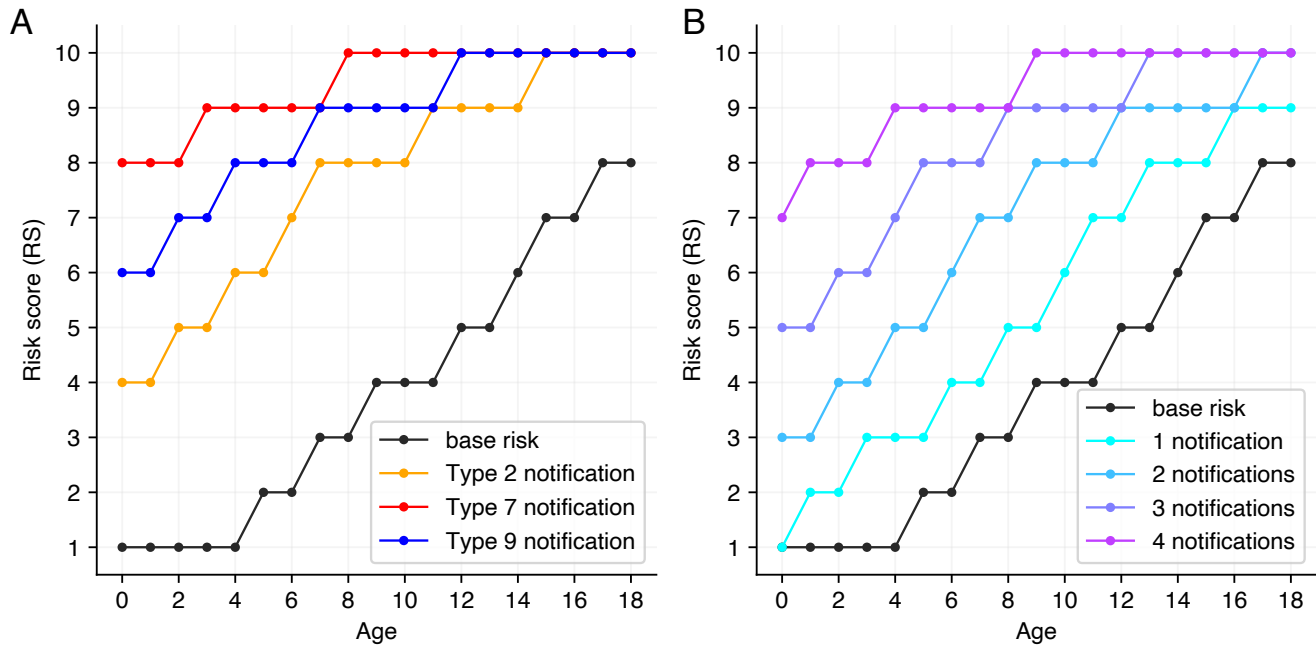 A
Risk score (RS)
10
9
8
7
6
5
4
3
2
1
0 2 4 6 8 10 12 14 16 18
Age
base risk
Type 2 notification
Type 7 notification
Type 9 notification
B
Risk score (RS)
10
9
8
7
6
5
4
3
2
1
0 2 4 6 8 10 12 14 16 18
Age
base risk
1 notification
2 notifications
3 notifications
4 notifications